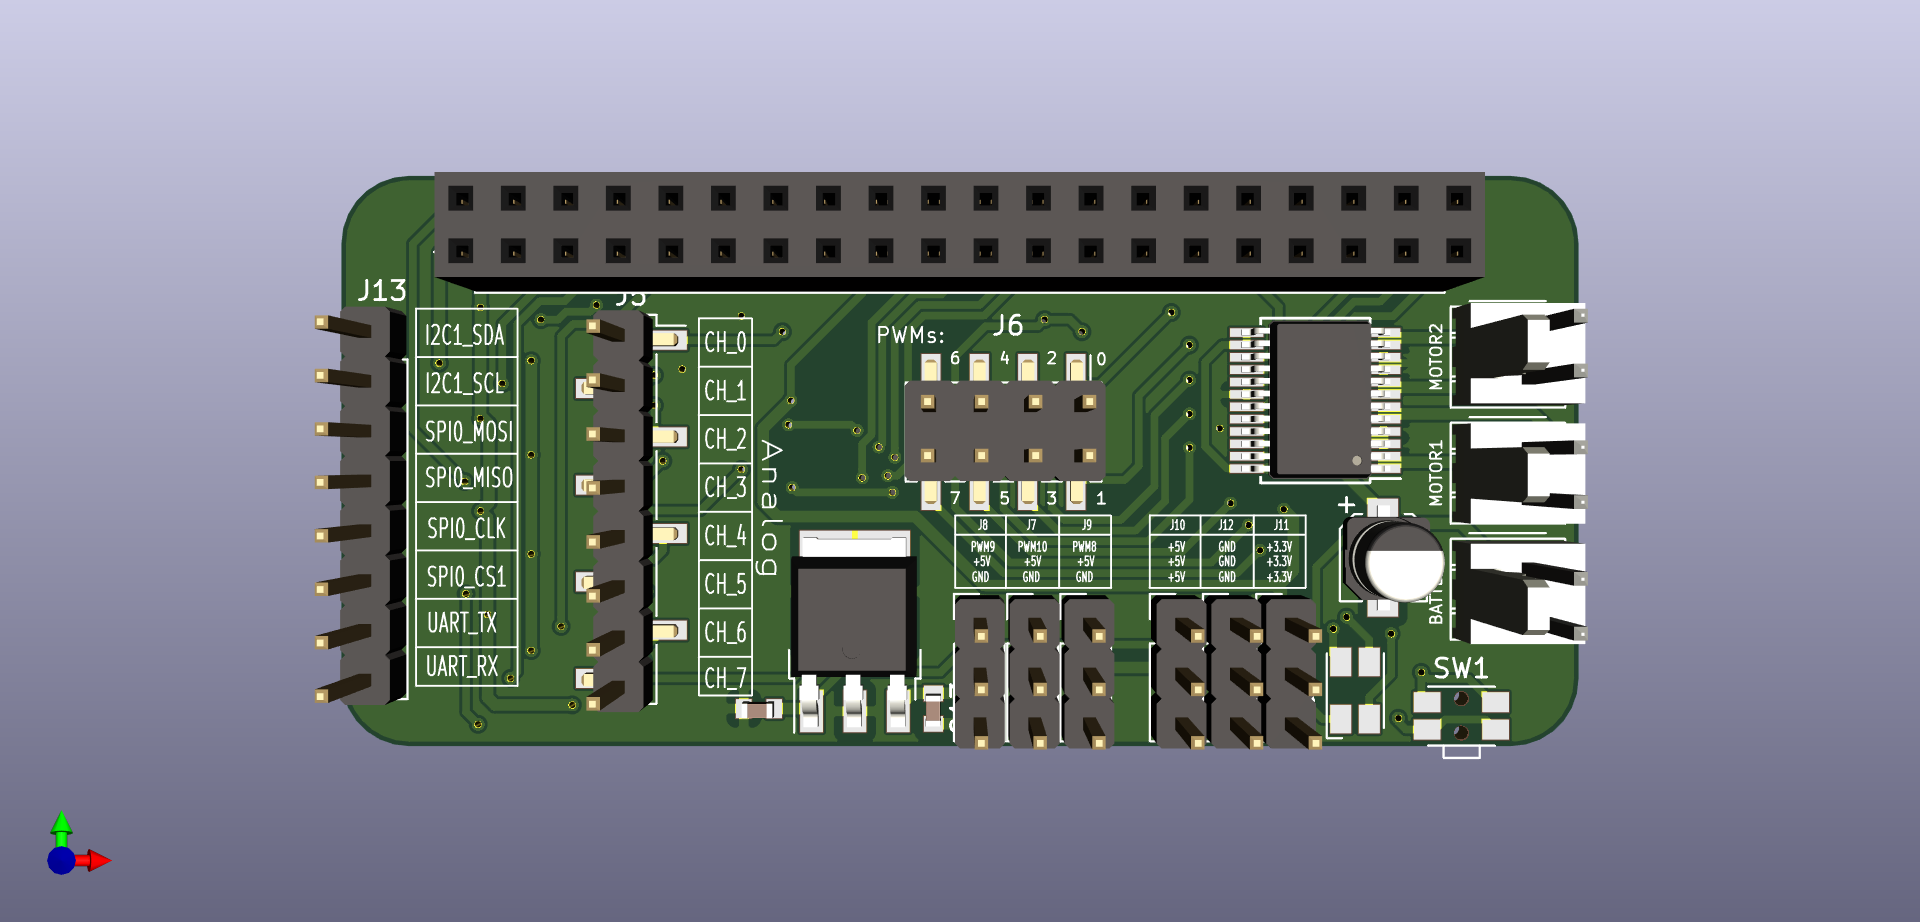 J13
I2C1_SDA
I2C1_SCL
SPI0_MOSI
SPI0_MISO
SPI0_CLK
SPI0_CS1
UART_TX
UART_RX
J5
CH_0
CH_1
CH_2
CH_3
CH_4
CH_5
CH_6
CH_7
Analog
PWMs:
J6
6 4 2 0
7 5 3 1
J8 J7 J9
PWM9 PWM10 PWM8
+5V +5V +5V
GND GND GND
J10 J12 J11
+5V GND +3.3V
+5V GND +3.3V
+5V GND +3.3V
MOTOR2
MOTOR1
+
SW1